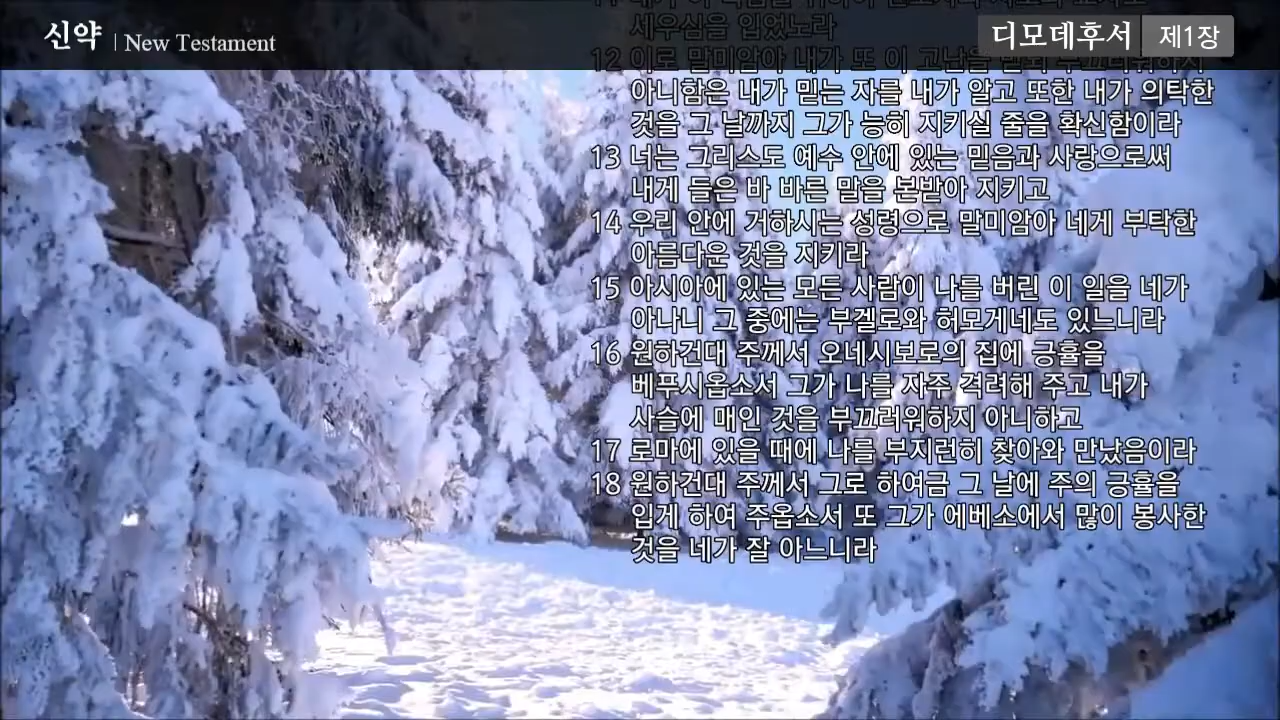 신약 | New Testament
디모데후서 제1장
세우심을 입었노라
12 이로 말미암아 내가 또 이 고난을 받되 부끄러워하지
아니함은 내가 믿는 자를 내가 알고 또한 내가 의탁한
것을 그 날까지 그가 능히 지키실 줄을 확신함이라
13 너는 그리스도 예수 안에 있는 믿음과 사랑으로써
내게 들은 바 바른 말을 본받아 지키고
14 우리 안에 거하시는 성령으로 말미암아 네게 부탁한
아름다운 것을 지키라
15 아시아에 있는 모든 사람이 나를 버린 이 일을 네가
아나니 그 중에는 부겔로와 허모게네도 있느니라
16 원하건대 주께서 오네시보로의 집에 긍휼을
베푸시옵소서 그가 나를 자주 격려해 주고 내가
사슬에 매인 것을 부끄러워하지 아니하고
17 로마에 있을 때에 나를 부지런히 찾아와 만났음이라
18 원하건대 주께서 그로 하여금 그 날에 주의 긍휼을
입게 하여 주옵소서 또 그가 에베소에서 많이 봉사한
것을 네가 잘 아느니라